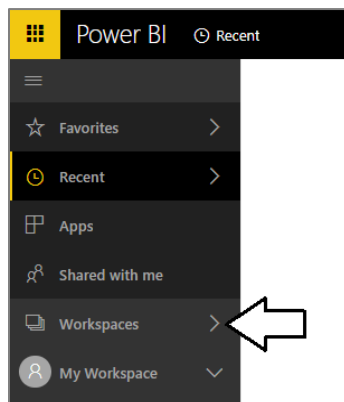 Power BI Recent
Favorites
Recent
Apps
Shared with me
Workspaces
My Workspace